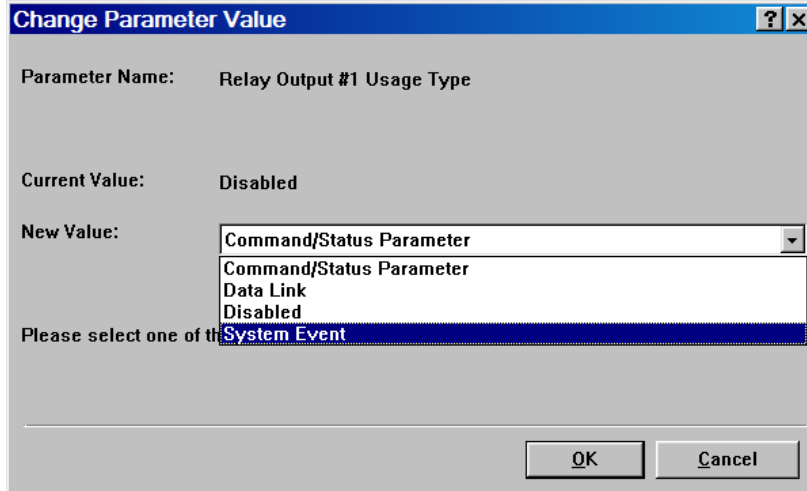 Change Parameter Value
Parameter Name: Relay Output #1 Usage Type
Current Value: Disabled
New Value: Command/Status Parameter
Command/Status Parameter
Data Link
Disabled
Please select one of th System Event
OK Cancel